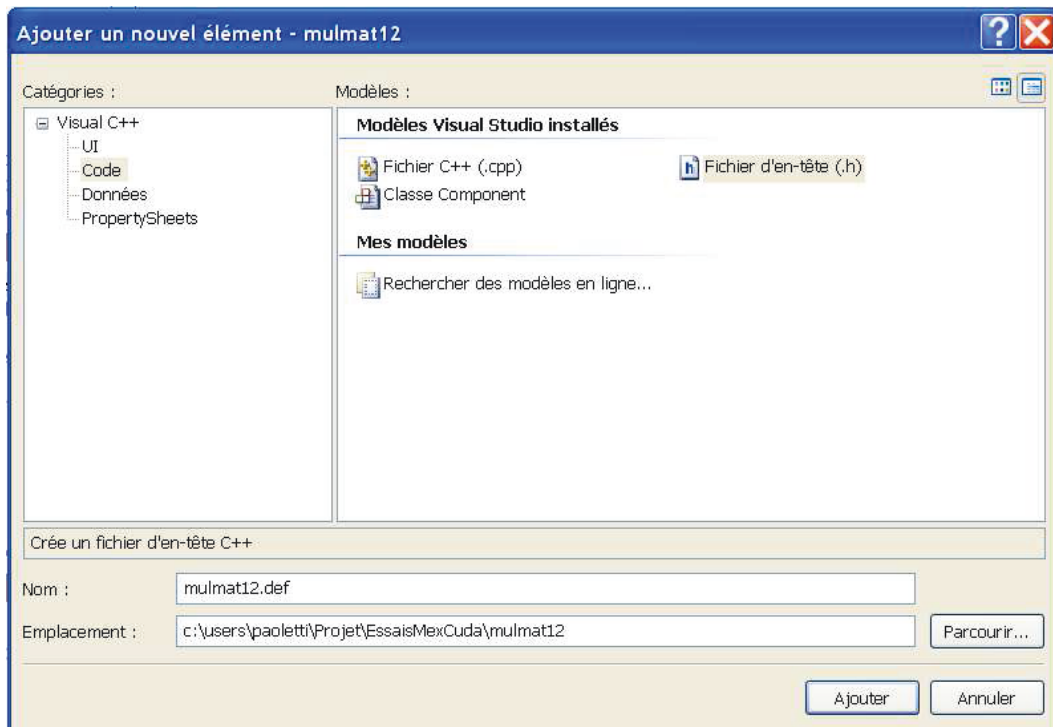 Ajouter un nouvel élément - mulmat12
Catégories :
Modèles :
Visual C++
UI
Code
Données
PropertySheets
Modèles Visual Studio installés
Fichier C++ (.cpp)
Fichier d'en-tête (.h)
Classe Component
Mes modèles
Rechercher des modèles en ligne...
Crée un fichier d'en-tête C++
Nom :
mulmat12.def
Emplacement :
c:\users\paoletti\Projet\EssaisMexCuda\mulmat12
Parcourir...
Ajouter
Annuler